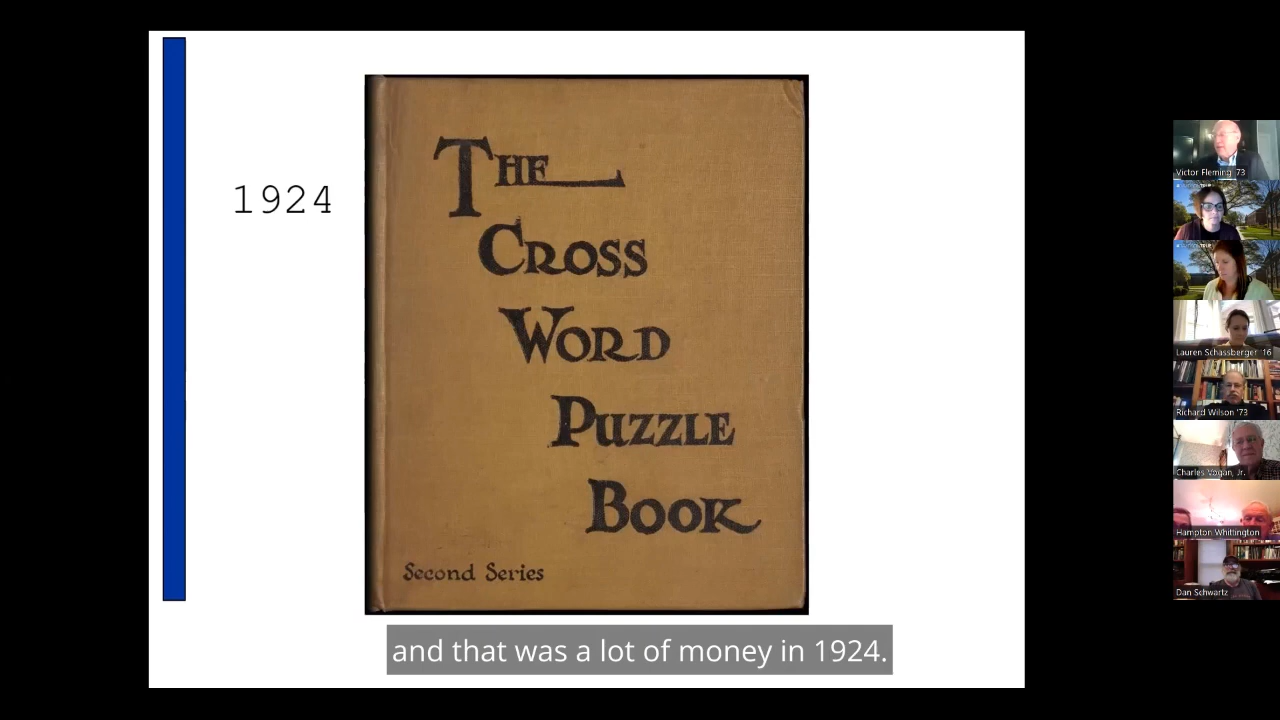 1924
THE
CROSS
WORD
PUZZLE
BOOK
Second Series
and that was a lot of money in 1924.
Victor Fleming '73
Lauren Schassberger '16
Richard Wilson '73
Charles Vogan, Jr.
Hampton Whittington
Dan Schwartz